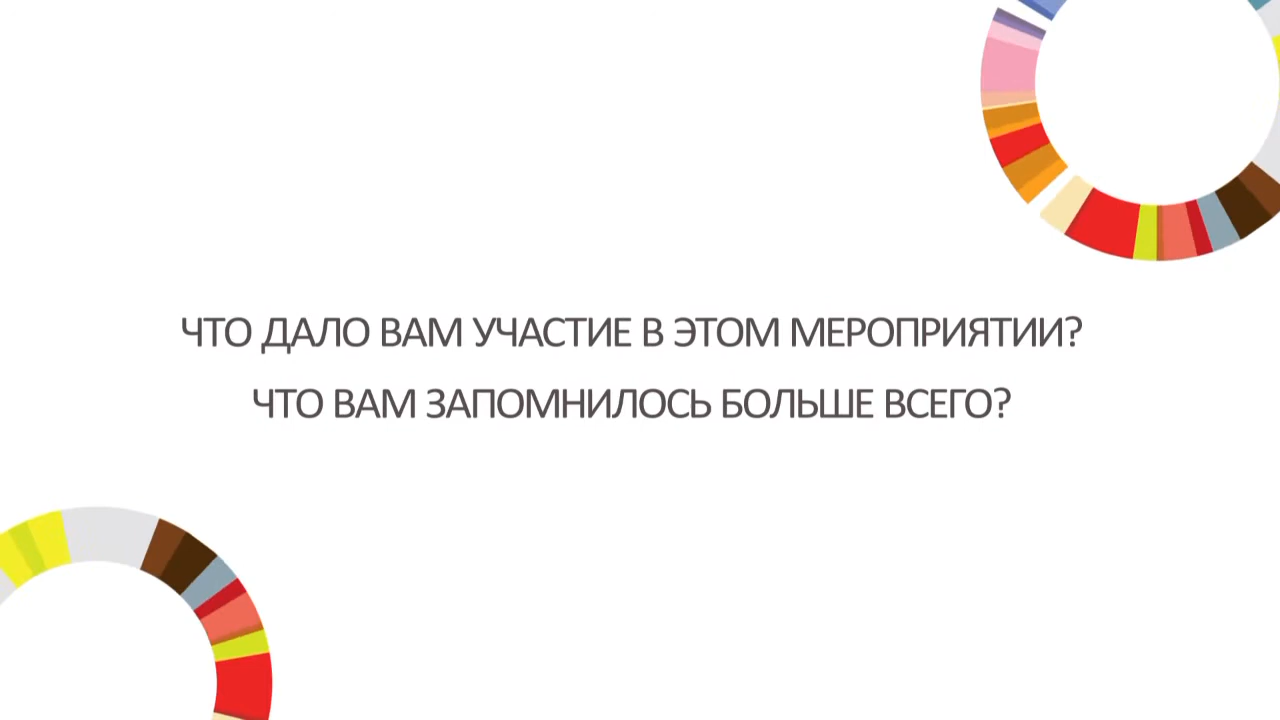 ЧТО ДАЛО ВАМ УЧАСТИЕ В ЭТОМ МЕРОПРИЯТИИ?
ЧТО ВАМ ЗАПОМНИЛОСЬ БОЛЬШЕ ВСЕГО?